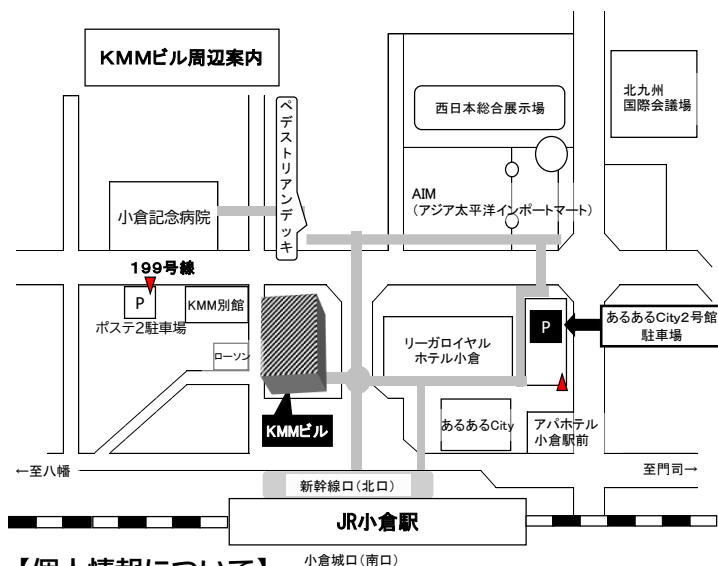 KMMビル周辺案内
ペデストリアンデッキ
西日本総合展示場
北九州
国際会議場
小倉記念病院
AIM
（アジア太平洋インポートマート）
199号線
P
ポステ2駐車場
KMM別館
ローソン
リーガロイヤル
ホテル小倉
P
あるあるCity2号館
駐車場
KMMビル
あるあるCity
アパホテル
小倉駅前
←至八幡
至門司→
新幹線口（北口）
JR小倉駅
小倉城口（南口）
【個人情報について】